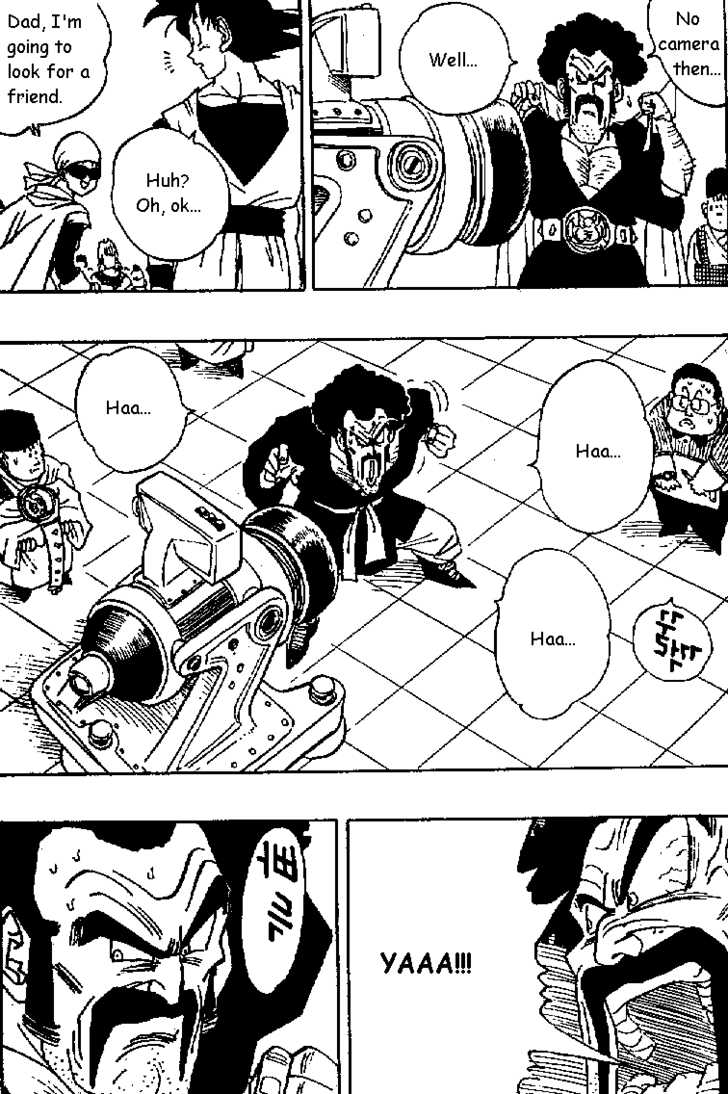 Dad, I'm
going to
look for a
friend.
Huh?
Oh, ok...
No
camera
then...
Well...
Haa...
Haa...
Haa...
YAAA!!!